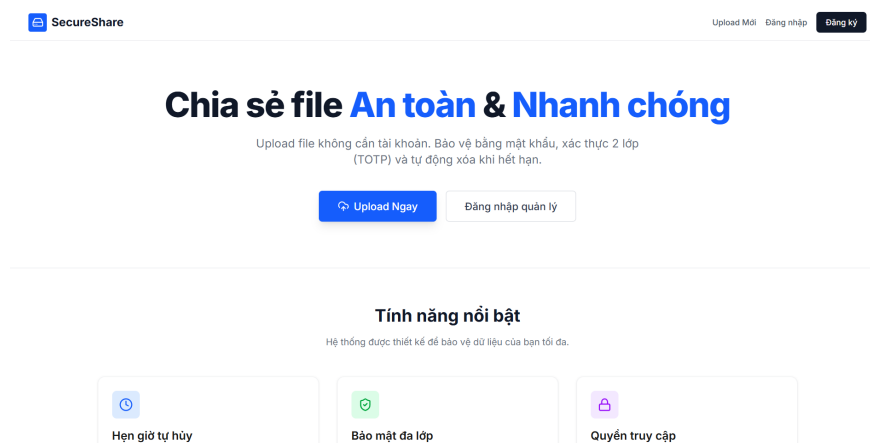 SecureShare
Upload Mới
Đăng nhập
Đăng ký
Chia sẻ file An toàn & Nhanh chóng
Upload file không cần tài khoản. Bảo vệ bằng mật khẩu, xác thực 2 lớp
(TOTP) và tự động xóa khi hết hạn.
Upload Ngay
Đăng nhập quản lý
Tính năng nổi bật
Hệ thống được thiết kế để bảo vệ dữ liệu của bạn tối đa.
Hẹn giờ tự hủy
Bảo mật đa lớp
Quyền truy cập